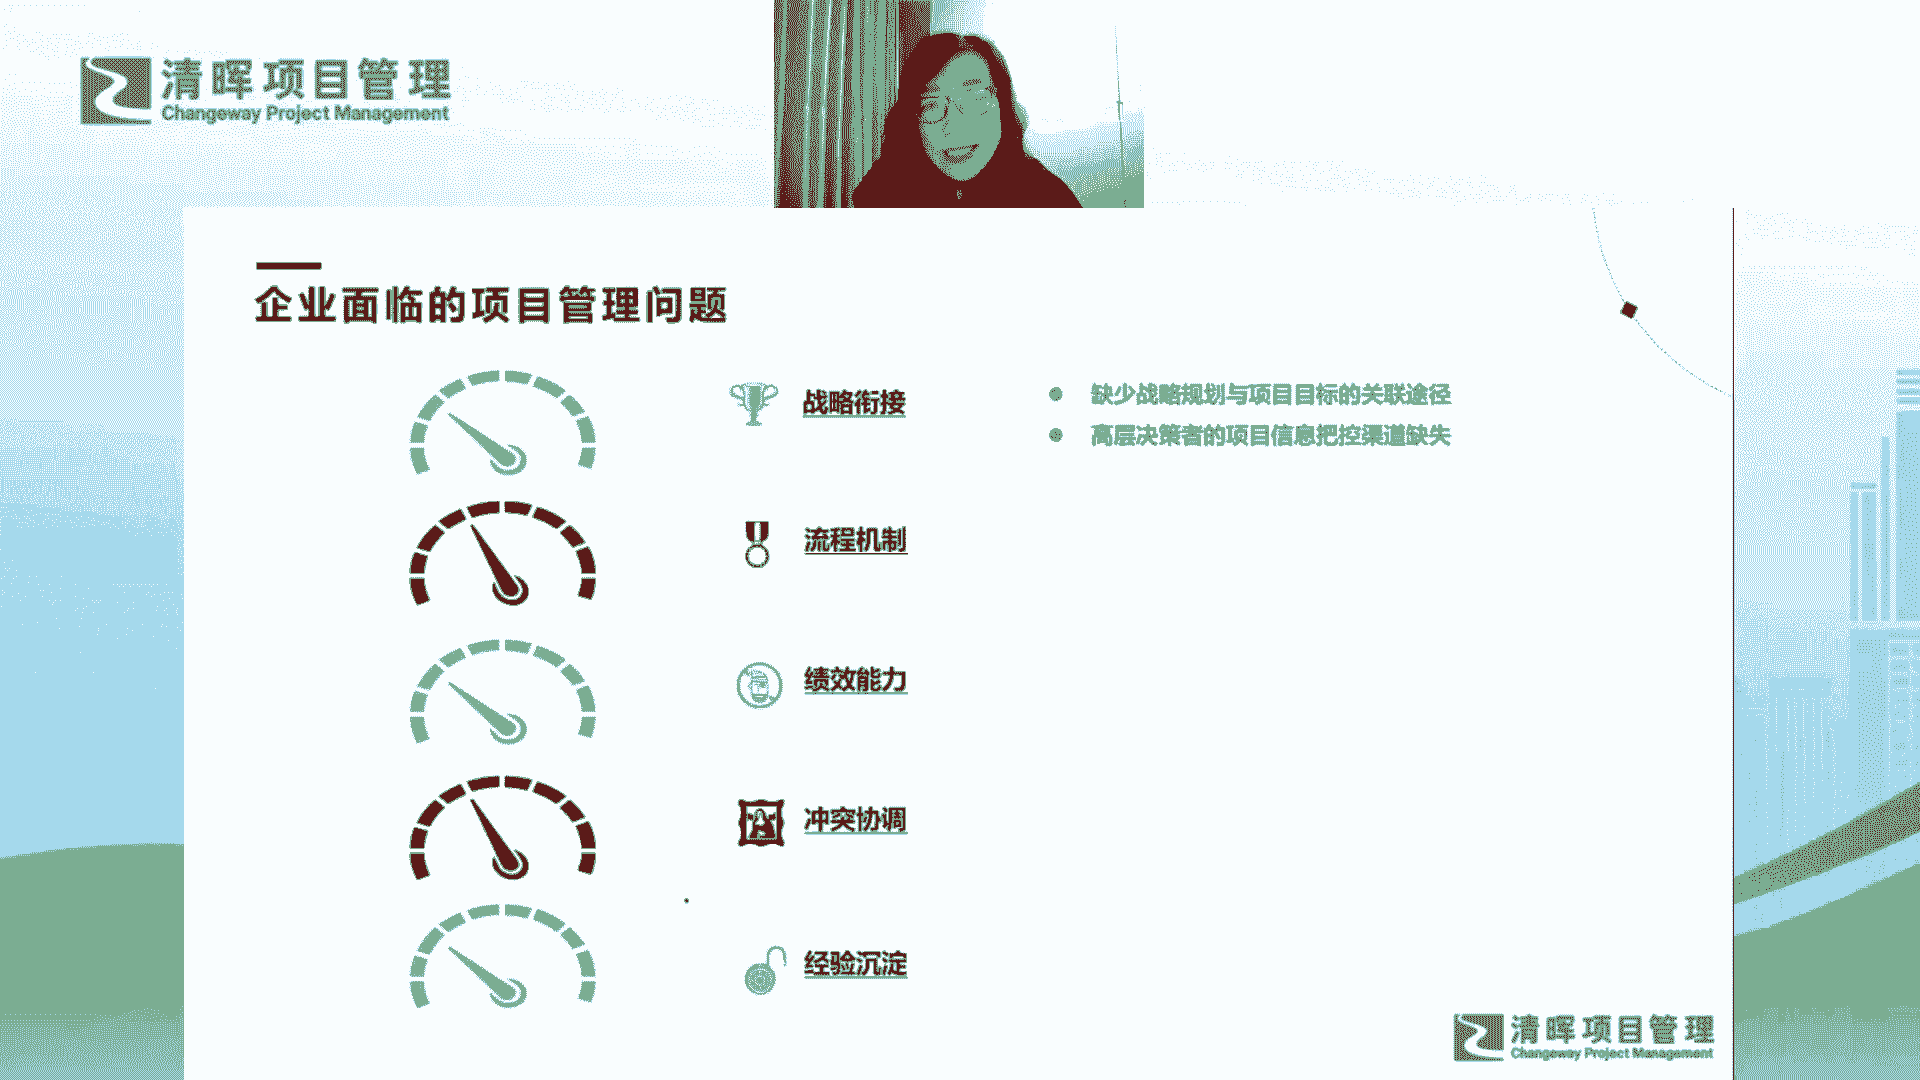 清晖项目管理
Changeway Project Management
企业面临的项目管理问题
战略衔接
缺少战略规划与项目目标的关联途径
高层决策者的项目信息把控渠道缺失
流程机制
绩效能力
冲突协调
经验沉淀
清晖项目管理
Changeway Project Management